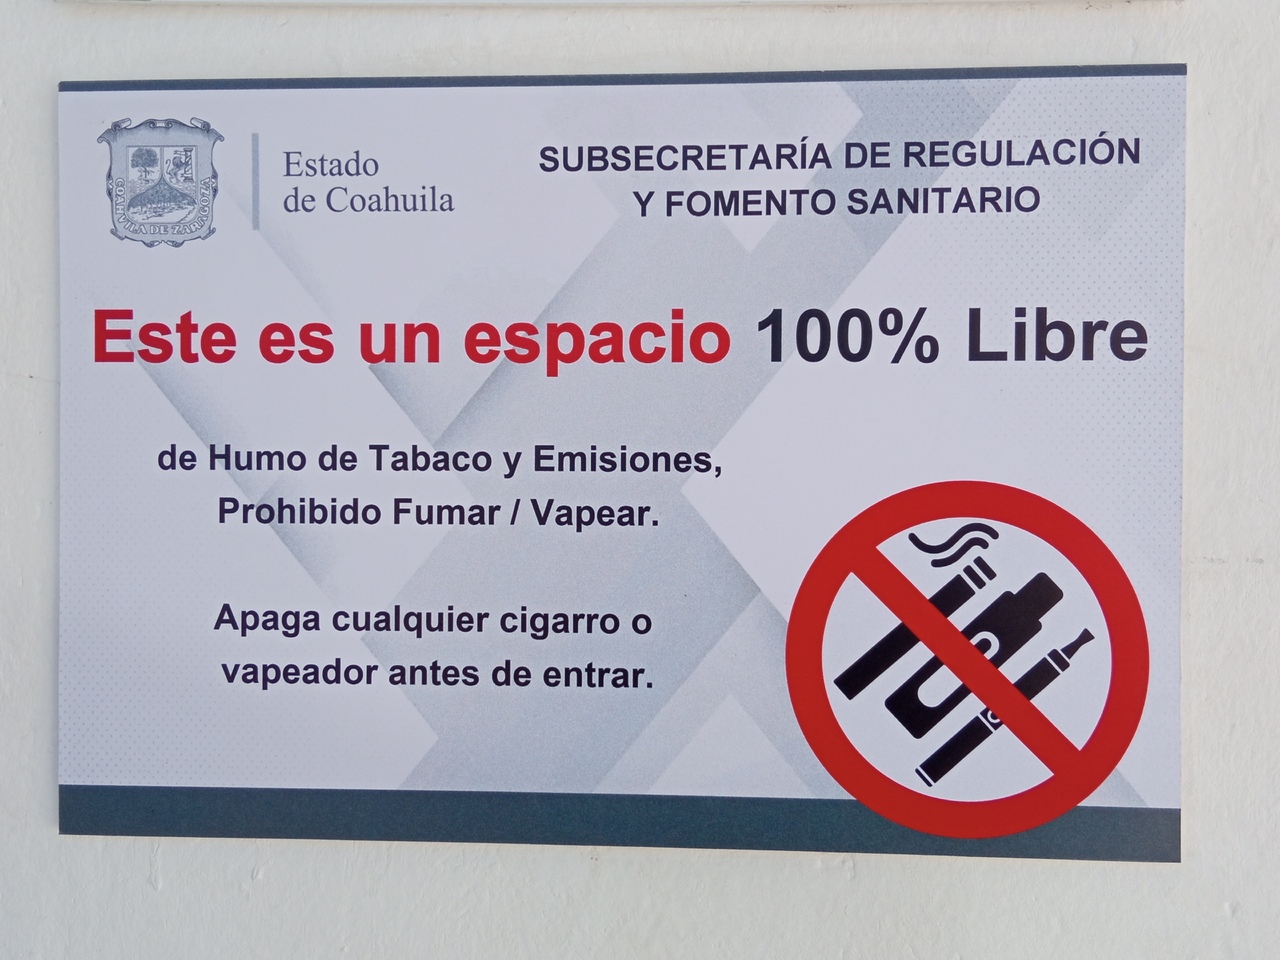 COAHUILA DE ZARAGOZA
Estado
de Coahuila
SUBSECRETARÍA DE REGULACIÓN
Y FOMENTO SANITARIO
Este es un espacio 100% Libre
de Humo de Tabaco y Emisiones,
Prohibido Fumar / Vapear.
Apaga cualquier cigarro o
vapeador antes de entrar.